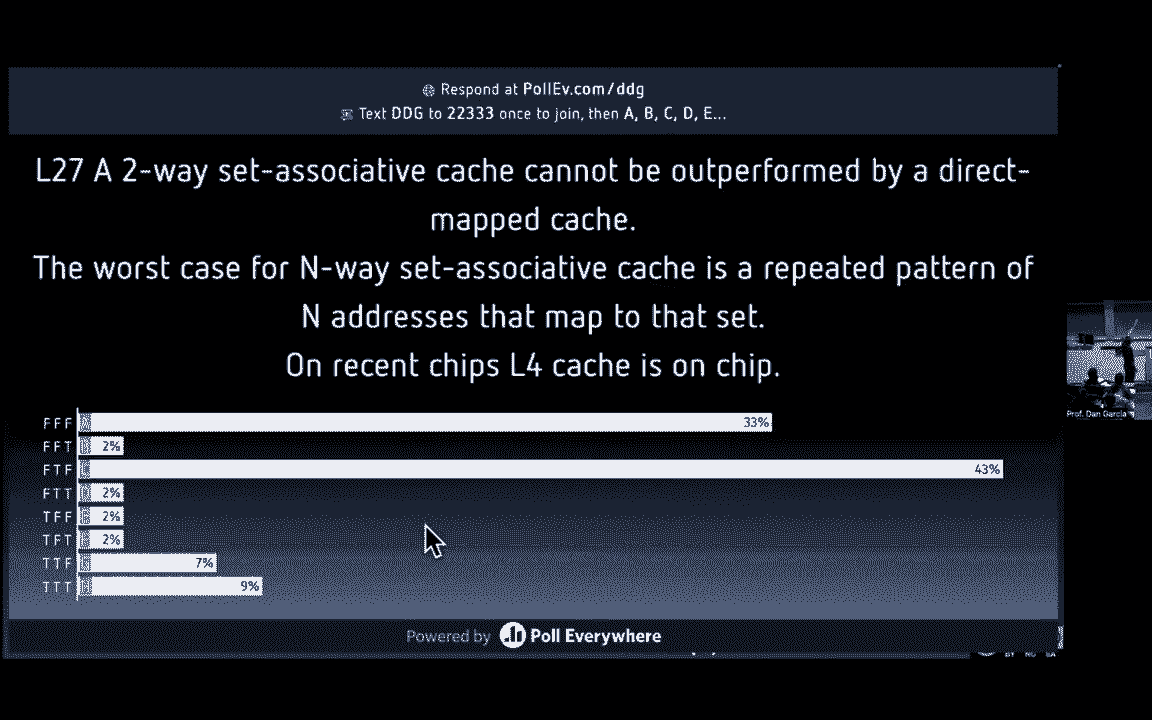 Respond at PollEv.com/ddg
Text DDG to 22333 once to join, then A, B, C, D, E...
L27 A 2-way set-associative cache cannot be outperformed by a direct-
mapped cache.
The worst case for N-way set-associative cache is a repeated pattern of
N addresses that map to that set.
On recent chips L4 cache is on chip.
FFF 33%
FFT 2%
FTF 43%
FTT 2%
TFF 2%
TFT 2%
TTF 7%
TTT 9%
Prof. Dan Garcia
Powered by Poll Everywhere